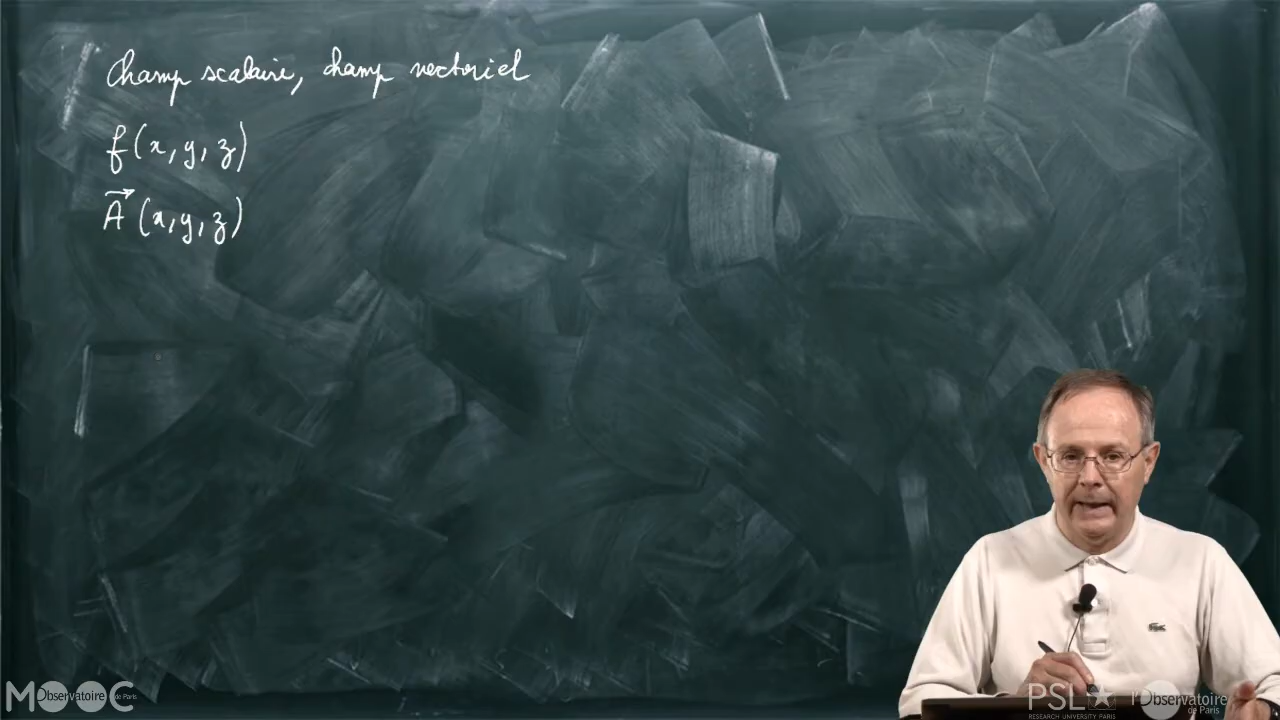 champ scalaire, champ vectoriel
f(x,y,z)
A⃗(x,y,z)
MOOC Observatoire de Paris
PSL★ l'Observatoire de Paris
RESEARCH UNIVERSITY PARIS